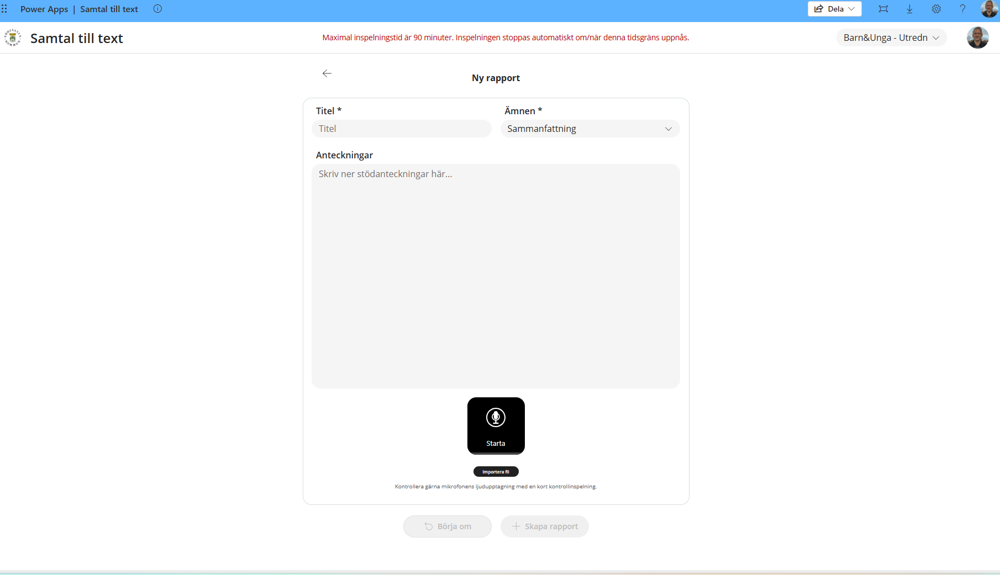 Power Apps | Samtal till text
Dela
UDDEVALLA KOMMUN
Samtal till text
Maximal inspelningstid är 90 minuter. Inspelningen stoppas automatiskt om/när denna tidsgräns uppnås.
Barn&Unga - Utredn
Ny rapport
Titel *
Ämnen *
Titel
Sammanfattning
Anteckningar
Skriv ner stödanteckningar här...
Starta
Importera fil
Kontrollera gärna mikrofonens ljudupptagning med en kort kontrollinspelning.
Börja om
Skapa rapport